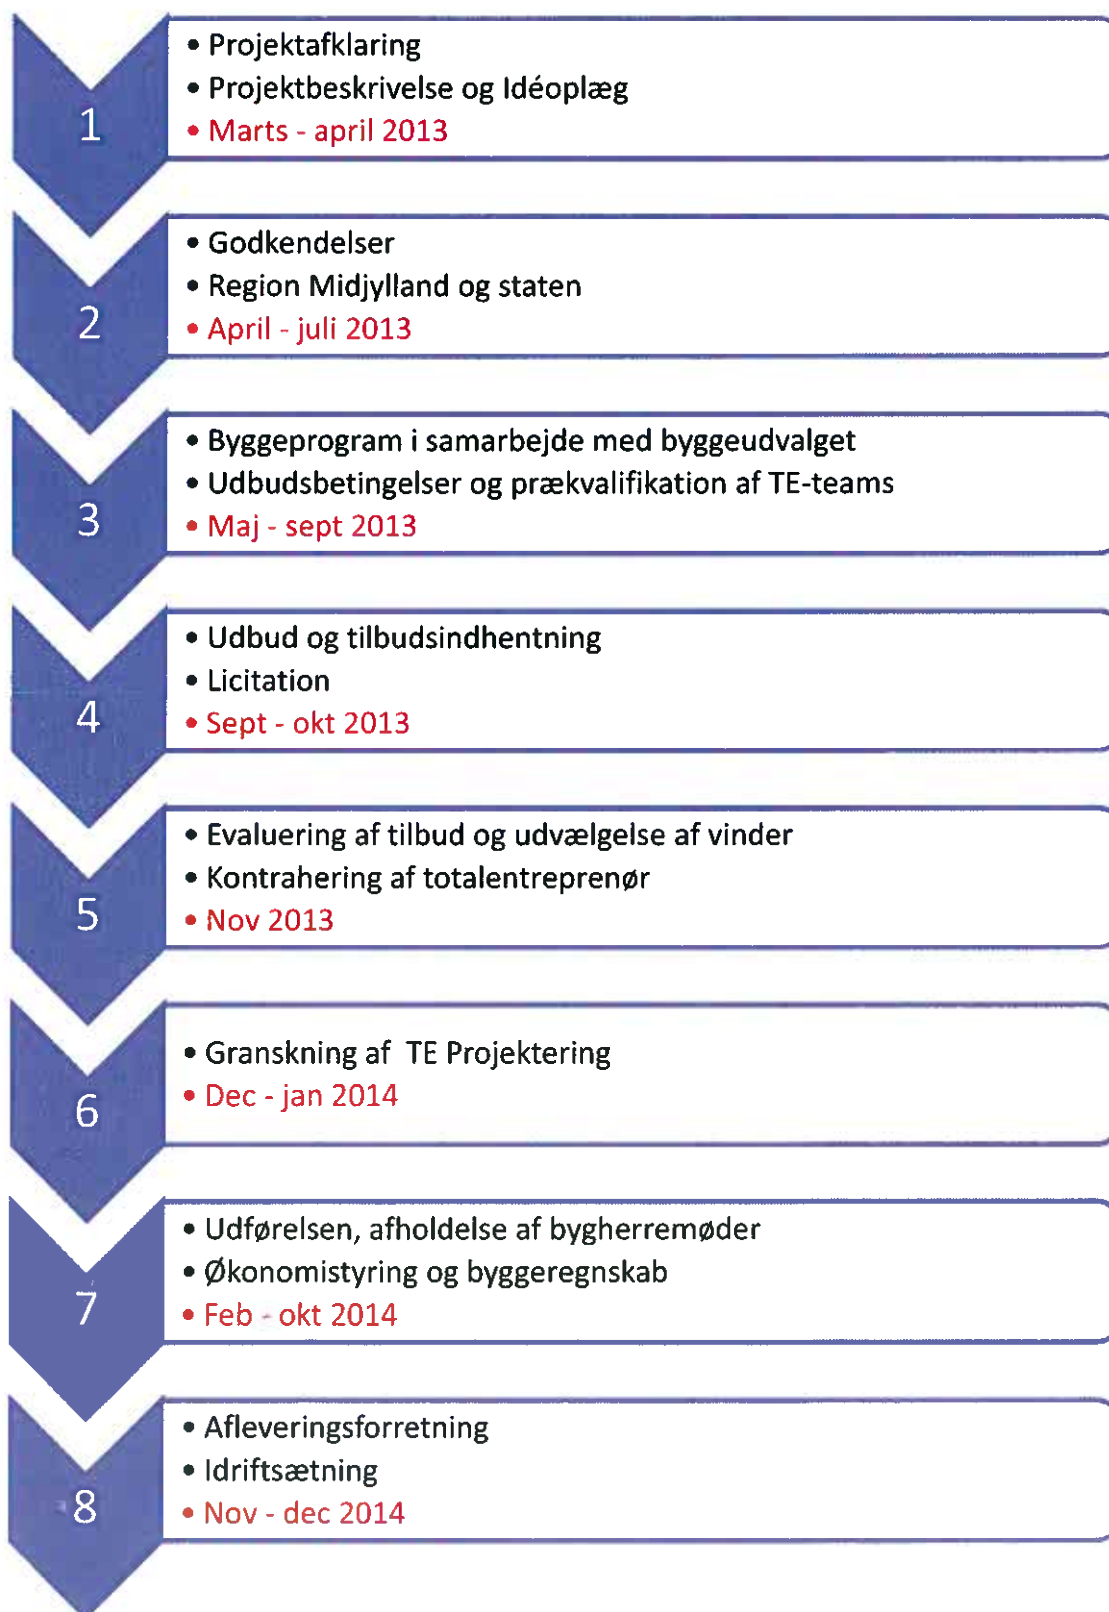 1
• Projektafklaring
• Projektbeskrivelse og Idéoplæg
• Marts - april 2013
2
• Godkendelser
• Region Midjylland og staten
• April - juli 2013
3
• Byggeprogram i samarbejde med byggeudvalget
• Udbudsbetingelser og prækvalifikation af TE-teams
• Maj - sept 2013
4
• Udbud og tilbudsindhentning
• Licitation
• Sept - okt 2013
5
• Evaluering af tilbud og udvælgelse af vinder
• Kontrahering af totalentreprenør
• Nov 2013
6
• Granskning af TE Projektering
• Dec - jan 2014
7
• Udførelsen, afholdelse af bygherremøder
• Økonomistyring og byggeregnskab
• Feb - okt 2014
8
• Afleveringsforretning
• Idriftsætning
• Nov - dec 2014